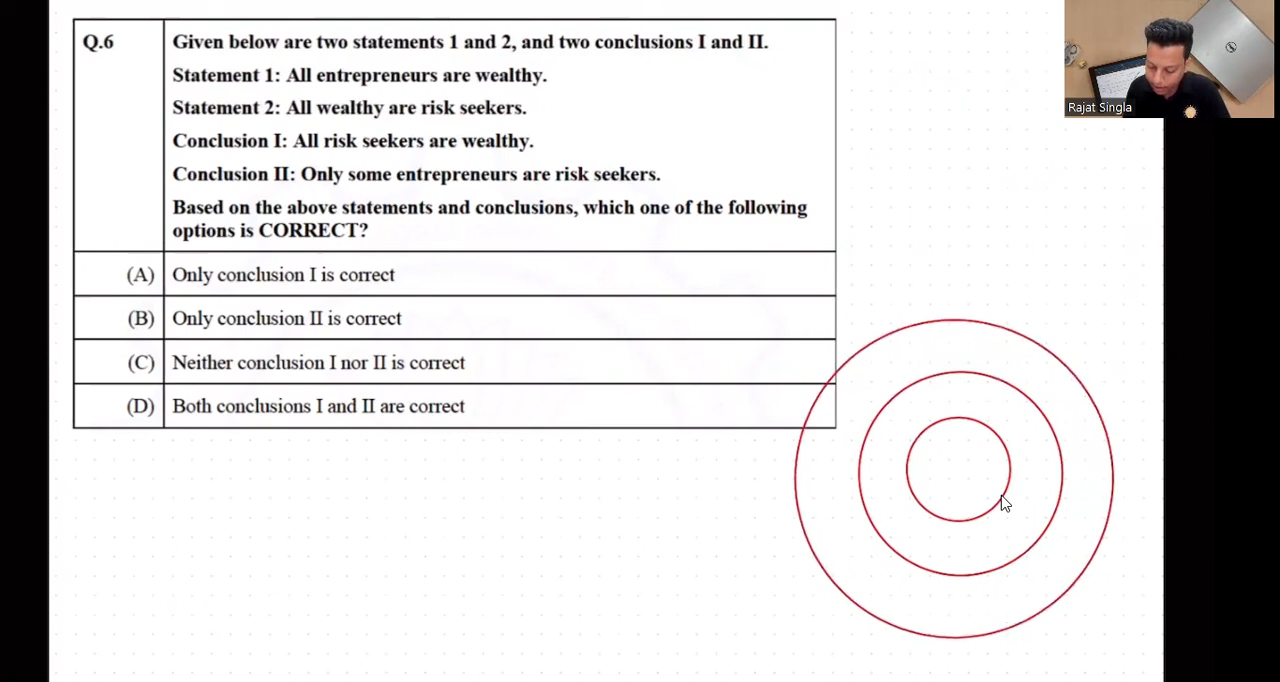 Q.6
Given below are two statements 1 and 2, and two conclusions I and II.
Statement 1: All entrepreneurs are wealthy.
Statement 2: All wealthy are risk seekers.
Conclusion I: All risk seekers are wealthy.
Conclusion II: Only some entrepreneurs are risk seekers.
Based on the above statements and conclusions, which one of the following
options is CORRECT?
(A) Only conclusion I is correct
(B) Only conclusion II is correct
(C) Neither conclusion I nor II is correct
(D) Both conclusions I and II are correct
Rajat Singla